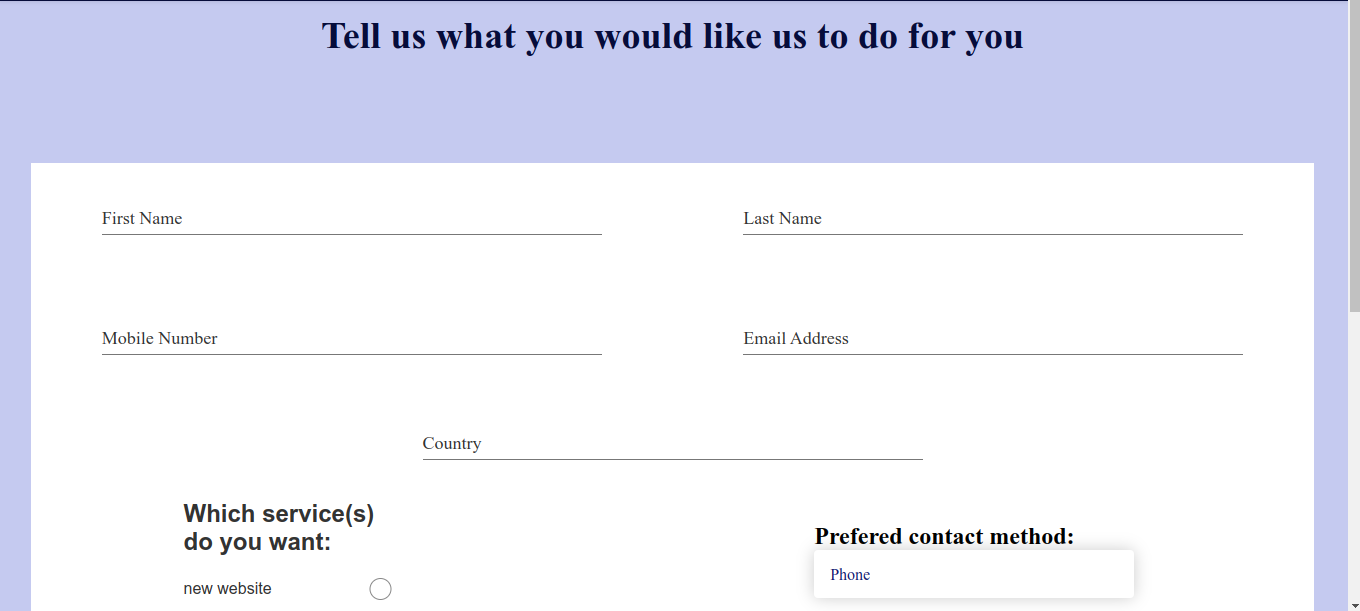 Tell us what you would like us to do for you
First Name
Last Name
Mobile Number
Email Address
Country
Which service(s)
do you want:
Prefered contact method:
Phone
new website